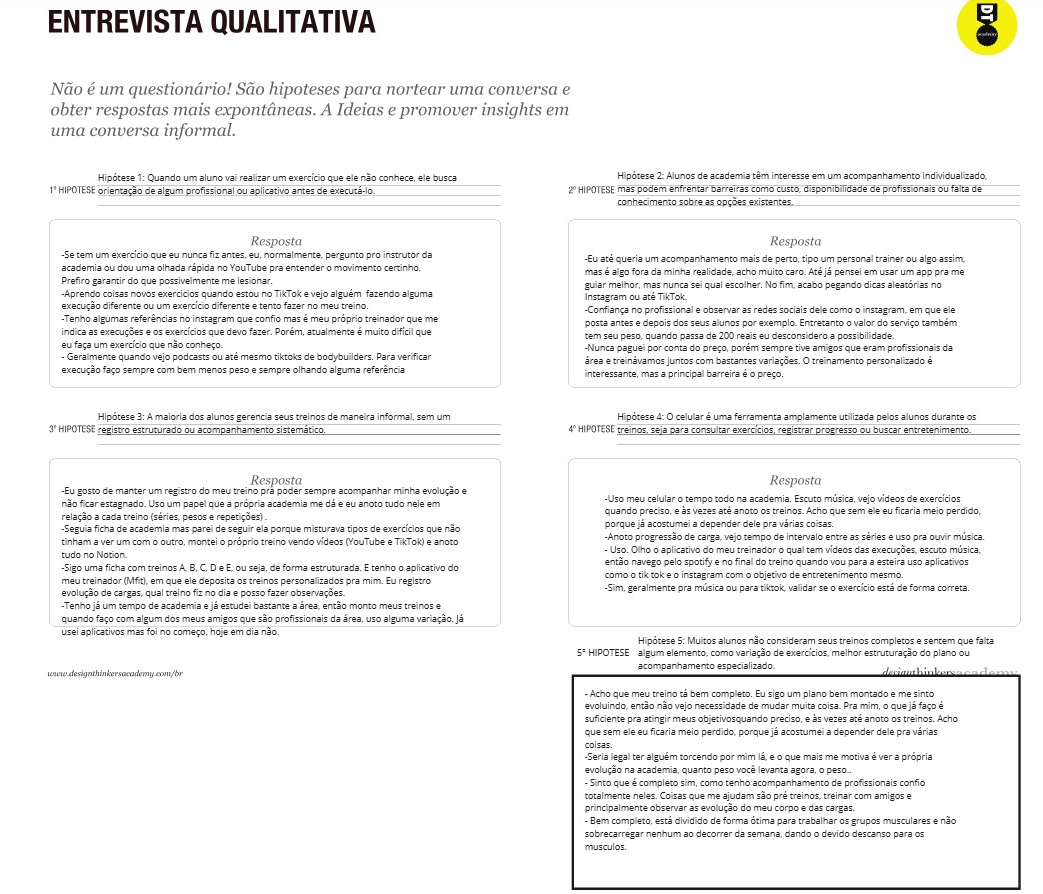 ENTREVISTA QUALITATIVA
DT
academy
Não é um questionário! São hipoteses para nortear uma conversa e
obter respostas mais expontâneas. A Ideias e promover insights em
uma conversa informal.
1ª HIPOTESE
Hipótese 1: Quando um aluno vai realizar um exercício que ele não conhece, ele busca
orientação de algum profissional ou aplicativo antes de executá-lo.
Resposta
-Se tem um exercício que eu nunca fiz antes, eu, normalmente, pergunto pro instrutor da
academia ou dou uma olhada rápida no YouTube pra entender o movimento certinho.
Prefiro garantir do que possivelmente me lesionar.
-Aprendo coisas novos exercicios quando estou no TikTok e vejo alguém  fazendo alguma
execução diferente ou um exercício diferente e tento fazer no meu treino.
-Tenho algumas referências no instagram que confio mas é meu próprio treinador que me
indica as execuções e os exercícios que devo fazer. Porém, atualmente é muito difícil que
eu faça um exercício que não conheço.
- Geralmente quando vejo podcasts ou até mesmo tiktoks de bodybuilders. Para verificar
execução faço sempre com bem menos peso e sempre olhando alguma referência
2ª HIPOTESE
Hipótese 2: Alunos de academia têm interesse em um acompanhamento individualizado,
mas podem enfrentar barreiras como custo, disponibilidade de profissionais ou falta de
conhecimento sobre as opções existentes.
Resposta
-Eu até queria um acompanhamento mais de perto, tipo um personal trainer ou algo assim,
mas é algo fora da minha realidade, acho muito caro. Até já pensei em usar um app pra me
guiar melhor, mas nunca sei qual escolher. No fim, acabo pegando dicas aleatórias no
Instagram ou até TikTok.
-Confiança no profissional e observar as redes sociais dele como o instagram, em que ele
posta antes e depois dos seus alunos por exemplo. Entretanto o valor do serviço também
tem seu peso, quando passa de 200 reais eu desconsidero a possibilidade.
-Nunca paguei por conta do preço, porém sempre tive amigos que eram profissionais da
área e treinávamos juntos com bastantes variações. O treinamento personalizado é
interessante, mas a principal barreira é o preço.
3ª HIPOTESE
Hipótese 3: A maioria dos alunos gerencia seus treinos de maneira informal, sem um
registro estruturado ou acompanhamento sistemático.
Resposta
-Eu gosto de manter um registro do meu treino pra poder sempre acompanhar minha evolução e
não ficar estagnado. Uso um papel que a própria academia me dá e eu anoto tudo nele em
relação a cada treino (séries, pesos e repetições) .
-Seguia ficha de academia mas parei de seguir ela porque misturava tipos de exercícios que não
tinham a ver um com o outro, montei o próprio treino vendo vídeos (YouTube e TikTok) e anoto
tudo no Notion.
-Sigo uma ficha com treinos A, B, C, D e E, ou seja, de forma estruturada. E tenho o aplicativo do
meu treinador (Mfit), em que ele deposita os treinos personalizados pra mim. Eu registro
evolução de cargas, qual treino fiz no dia e posso fazer observações.
-Tenho já um tempo de academia e já estudei bastante a área, então monto meus treinos e
quando faço com algum dos meus amigos que são profissionais da área, uso alguma variação. Já
usei aplicativos mas foi no começo, hoje em dia não.
4ª HIPOTESE
Hipótese 4: O celular é uma ferramenta amplamente utilizada pelos alunos durante os
treinos, seja para consultar exercícios, registrar progresso ou buscar entretenimento.
Resposta
-Uso meu celular o tempo todo na academia. Escuto música, vejo vídeos de exercícios
quando preciso, e às vezes até anoto os treinos. Acho que sem ele eu ficaria meio perdido,
porque já acostumei a depender dele pra várias coisas.
-Anoto progressão de carga, vejo tempo de intervalo entre as séries e uso pra ouvir música.
- Uso. Olho o aplicativo do meu treinador o qual tem vídeos das execuções, escuto música,
então navego pelo spotify e no final do treino quando vou para a esteira uso aplicativos
como o tik tok e o instagram com o objetivo de entretenimento mesmo.
-Sim, geralmente pra música ou para tiktok, validar se o exercício está de forma correta.
5ª HIPOTESE
Hipótese 5: Muitos alunos não consideram seus treinos completos e sentem que falta
algum elemento, como variação de exercícios, melhor estruturação do plano ou
acompanhamento especializado.
www.designthinkersacademy.com/br
designthinkersacademy
- Acho que meu treino tá bem completo. Eu sigo um plano bem montado e me sinto
evoluindo, então não vejo necessidade de mudar muita coisa. Pra mim, o que já faço é
suficiente pra atingir meus objetivosquando preciso, e às vezes até anoto os treinos. Acho
que sem ele eu ficaria meio perdido, porque já acostumei a depender dele pra várias
coisas.
-Seria legal ter alguém torcendo por mim lá, e o que mais me motiva é ver a própria
evolução na academia, quanto peso você levanta agora, o peso..
- Sinto que é completo sim, como tenho acompanhamento de profissionais confio
totalmente neles. Coisas que me ajudam são pré treinos, treinar com amigos e
principalmente observar as evolução do meu corpo e das cargas.
- Bem completo, está dividido de forma ótima para trabalhar os grupos musculares e não
sobrecarregar nenhum ao decorrer da semana, dando o devido descanso para os
musculos.